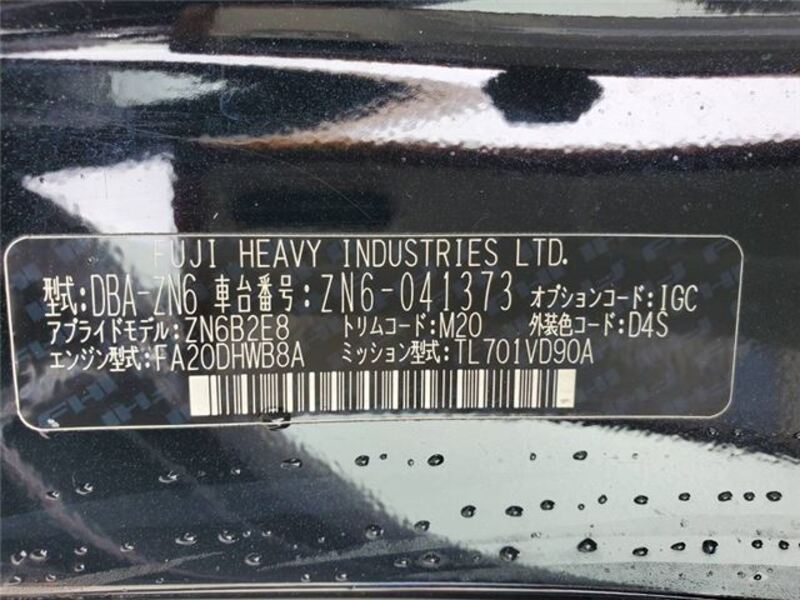 FUJI HEAVY INDUSTRIES LTD.
型式:DBA-ZN6 車台番号:ZN6-041373 オプションコード:IGC
アプライドモデル:ZN6B2E8 トリムコード:M20 外装色コード:D4S
エンジン型式:FA20DHWB8A ミッション型式:TL701VD90A